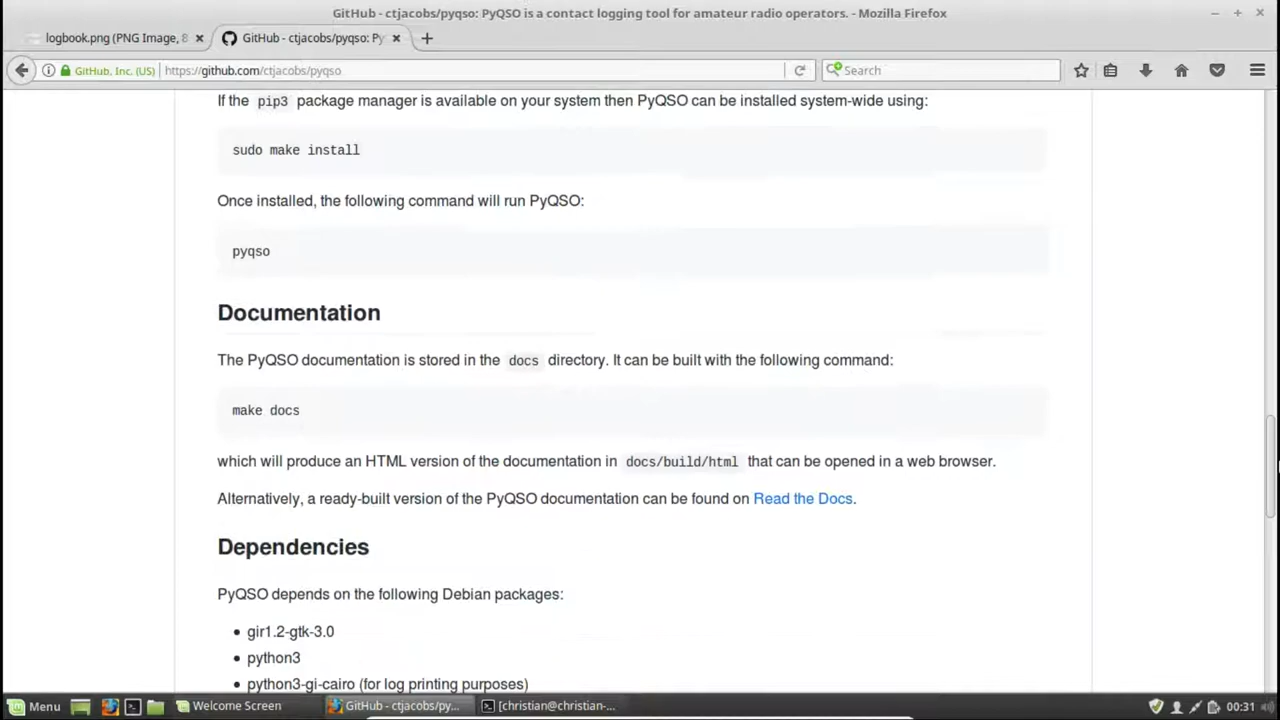 GitHub - ctjacobs/pyqso: PyQSO is a contact logging tool for amateur radio operators. - Mozilla Firefox
logbook.png (PNG Image, 8
GitHub - ctjacobs/pyqso: Py
GitHub, Inc. (US)
https://github.com/ctjacobs/pyqso
Search
If the pip3 package manager is available on your system then PyQSO can be installed system-wide using:
sudo make install
Once installed, the following command will run PyQSO:
pyqso
Documentation
The PyQSO documentation is stored in the docs directory. It can be built with the following command:
make docs
which will produce an HTML version of the documentation in docs/build/html that can be opened in a web browser.
Alternatively, a ready-built version of the PyQSO documentation can be found on Read the Docs.
Dependencies
PyQSO depends on the following Debian packages:
• gir1.2-gtk-3.0
• python3
• python3-gi-cairo (for log printing purposes)
Menu
Welcome Screen
GitHub - ctjacobs/py...
[christian@christian-...
00:31